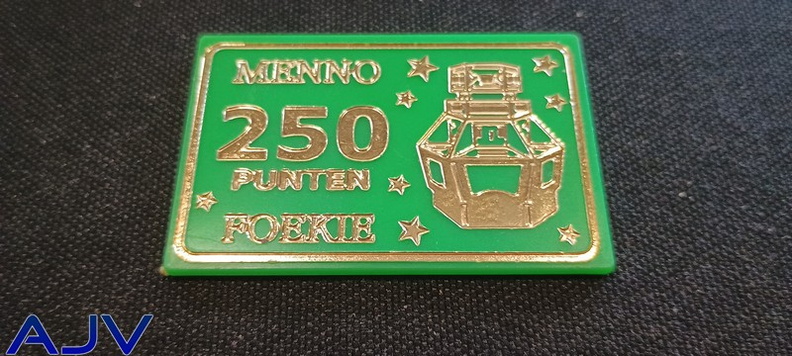 MENNO
250
PUNTEN
FOEKIE
E
AJV